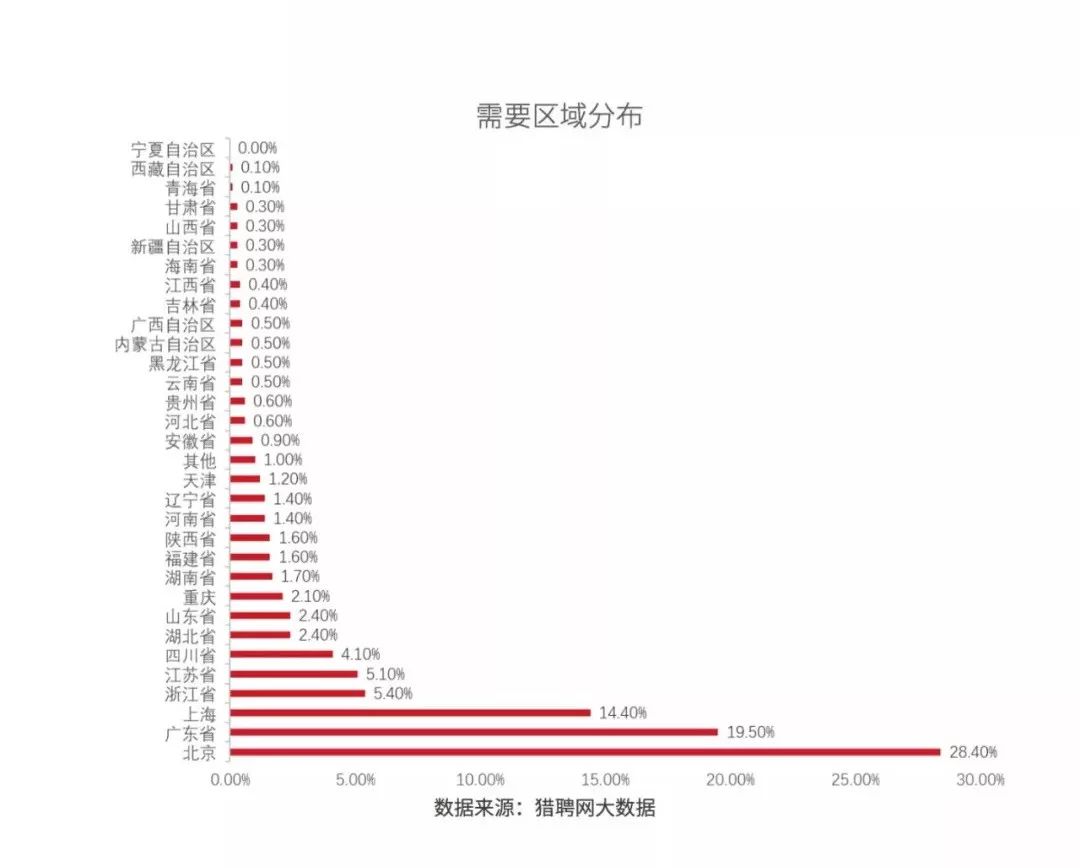 需要区域分布
宁夏自治区 0.00%
西藏自治区 0.10%
青海省 0.10%
甘肃省 0.30%
山西省 0.30%
新疆自治区 0.30%
海南省 0.30%
江西省 0.40%
吉林省 0.40%
广西自治区 0.50%
内蒙古自治区 0.50%
黑龙江省 0.50%
云南省 0.50%
贵州省 0.60%
河北省 0.60%
安徽省 0.90%
其他 1.00%
天津 1.20%
辽宁省 1.40%
河南省 1.40%
陕西省 1.60%
福建省 1.60%
湖南省 1.70%
重庆 2.10%
山东省 2.40%
湖北省 2.40%
四川省 4.10%
江苏省 5.10%
浙江省 5.40%
上海 14.40%
广东省 19.50%
北京 28.40%
0.00% 5.00% 10.00% 15.00% 20.00% 25.00% 30.00%
数据来源：猎聘网大数据